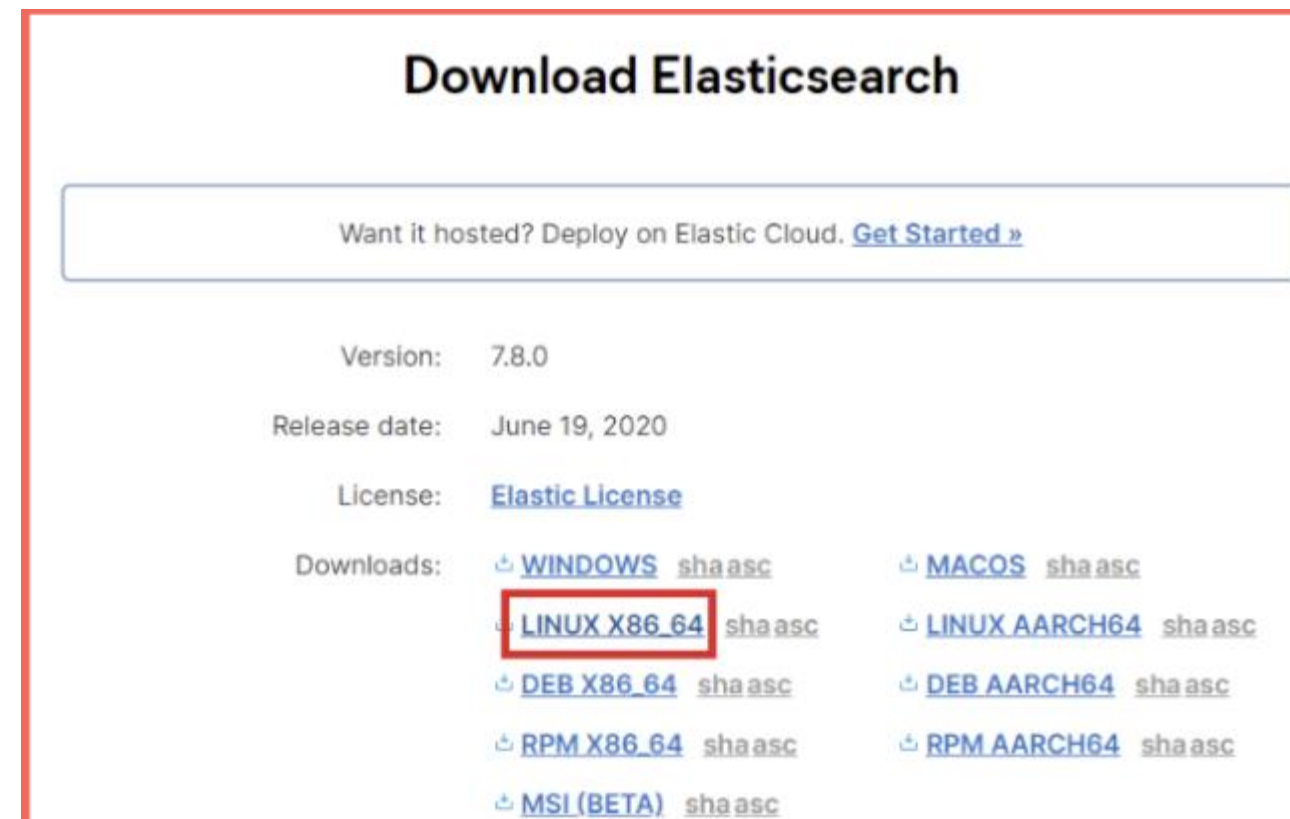 Download Elasticsearch
Want it hosted? Deploy on Elastic Cloud. Get Started »
Version: 7.8.0
Release date: June 19, 2020
License: Elastic License
Downloads: WINDOWS sha asc MACOS sha asc
LINUX X86_64 sha asc LINUX AARCH64 sha asc
DEB X86_64 sha asc DEB AARCH64 sha asc
RPM X86_64 sha asc RPM AARCH64 sha asc
MSI (BETA) sha asc